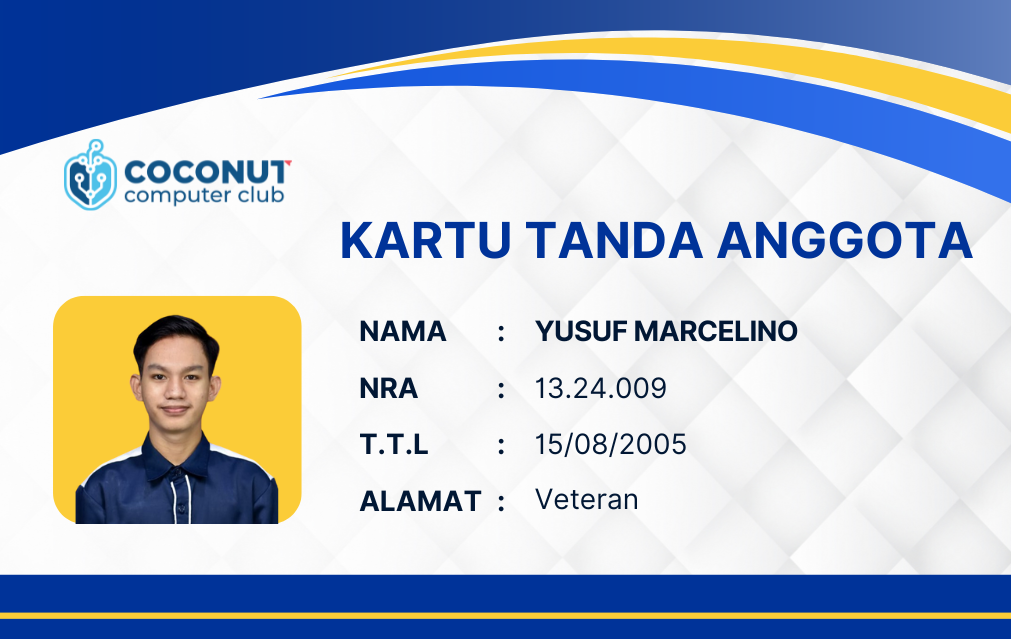 COCONUT
computer club
KARTU TANDA ANGGOTA
NAMA : YUSUF MARCELINO
NRA : 13.24.009
T.T.L : 15/08/2005
ALAMAT : Veteran